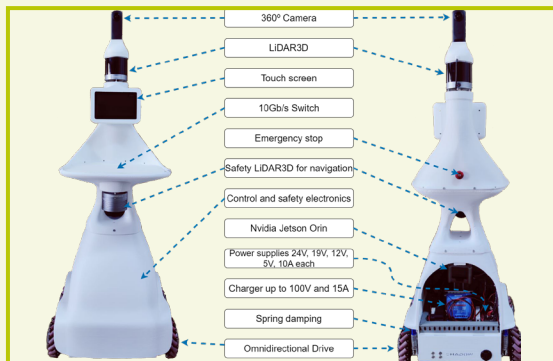 360º Camera
LiDAR3D
Touch screen
10Gb/s Switch
Emergency stop
Safety LiDAR3D for navigation
Control and safety electronics
Nvidia Jetson Orin
Power supplies 24V, 19V, 12V,
5V, 10A each
Charger up to 100V and 15A
Spring damping
Omnidirectional Drive